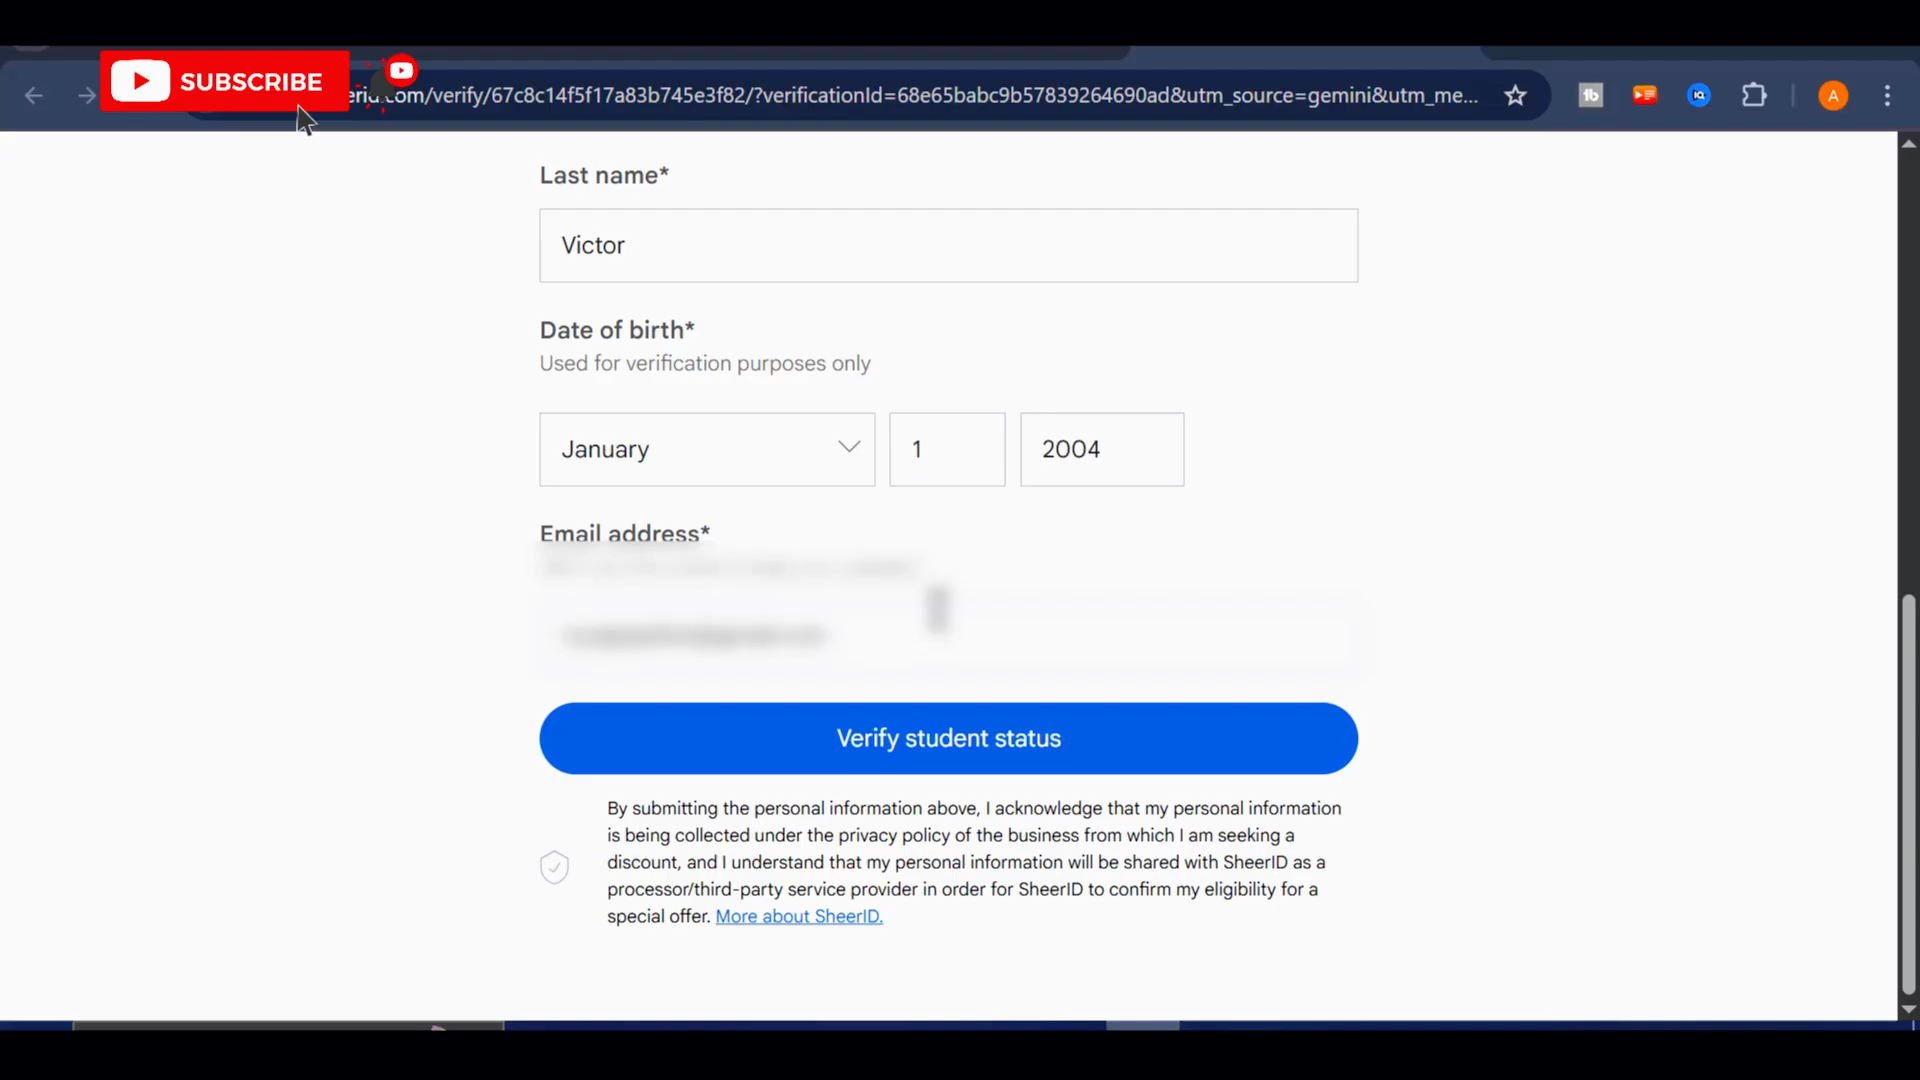 SUBSCRIBE
erid.com/verify/67c8c14f5f17a83b745e3f82/?verificationId=68e65babc9b57839264690ad&utm_source=gemini&utm_me...
tb
IQ
A
Last name*
Victor
Date of birth*
Used for verification purposes only
January
1
2004
Email address*
Verify student status
By submitting the personal information above, I acknowledge that my personal information
is being collected under the privacy policy of the business from which I am seeking a
discount, and I understand that my personal information will be shared with SheerID as a
processor/third-party service provider in order for SheerID to confirm my eligibility for a
special offer. More about SheerID.